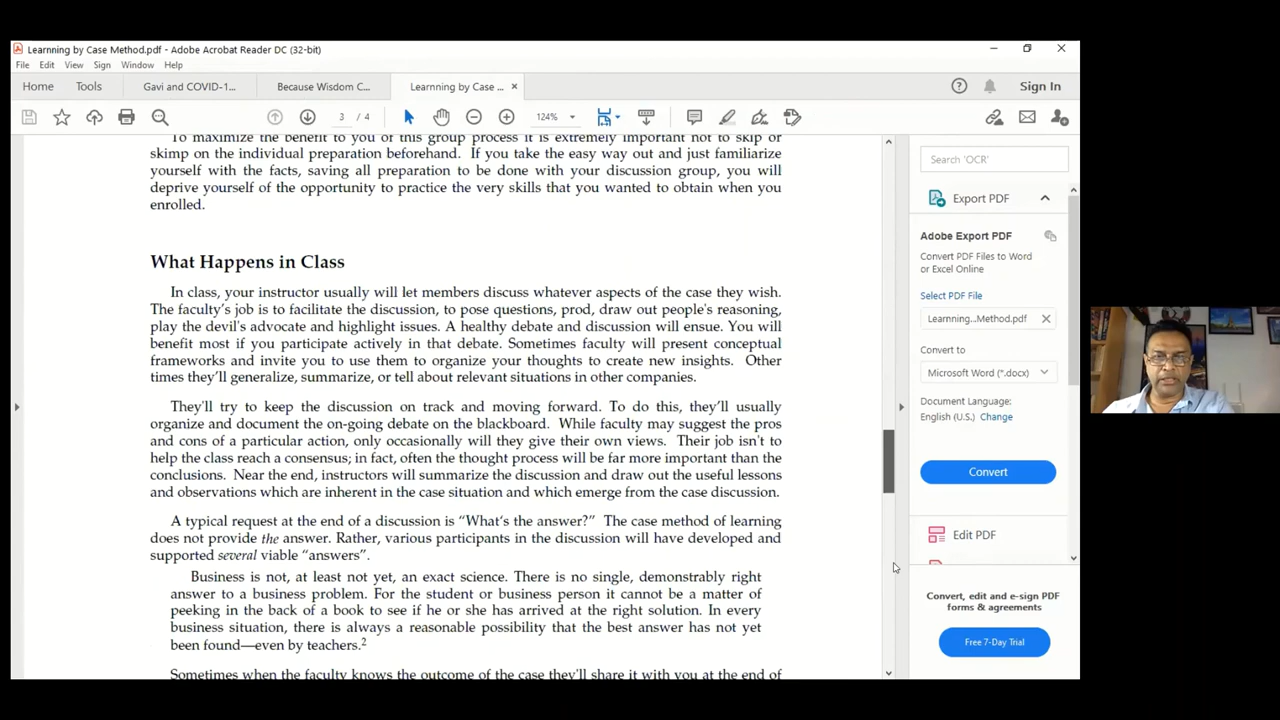 Learnning by Case Method.pdf - Adobe Acrobat Reader DC (32-bit)
File Edit View Sign Window Help
Home Tools Gavi and COVID-1... Because Wisdom C... Learnning by Case ... ×
Sign In
3 / 4 124%
To maximize the benefit to you of this group process it is extremely important not to skip or
skimp on the individual preparation beforehand. If you take the easy way out and just familiarize
yourself with the facts, saving all preparation to be done with your discussion group, you will
deprive yourself of the opportunity to practice the very skills that you wanted to obtain when you
enrolled.
What Happens in Class
In class, your instructor usually will let members discuss whatever aspects of the case they wish.
The faculty's job is to facilitate the discussion, to pose questions, prod, draw out people's reasoning,
play the devil's advocate and highlight issues. A healthy debate and discussion will ensue. You will
benefit most if you participate actively in that debate. Sometimes faculty will present conceptual
frameworks and invite you to use them to organize your thoughts to create new insights. Other
times they'll generalize, summarize, or tell about relevant situations in other companies.
They'll try to keep the discussion on track and moving forward. To do this, they'll usually
organize and document the on-going debate on the blackboard. While faculty may suggest the pros
and cons of a particular action, only occasionally will they give their own views. Their job isn't to
help the class reach a consensus; in fact, often the thought process will be far more important than the
conclusions. Near the end, instructors will summarize the discussion and draw out the useful lessons
and observations which are inherent in the case situation and which emerge from the case discussion.
A typical request at the end of a discussion is "What's the answer?" The case method of learning
does not provide the answer. Rather, various participants in the discussion will have developed and
supported several viable "answers".
Business is not, at least not yet, an exact science. There is no single, demonstrably right
answer to a business problem. For the student or business person it cannot be a matter of
peeking in the back of a book to see if he or she has arrived at the right solution. In every
business situation, there is always a reasonable possibility that the best answer has not yet
been found—even by teachers.2
Sometimes when the faculty knows the outcome of the case they'll share it with you at the end of
Search 'OCR'
Export PDF
Adobe Export PDF
Convert PDF Files to Word
or Excel Online
Select PDF File
Learnning...Method.pdf ×
Convert to
Microsoft Word (*.docx)
Document Language:
English (U.S.) Change
Convert
Edit PDF
Convert, edit and e-sign PDF
forms & agreements
Free 7-Day Trial